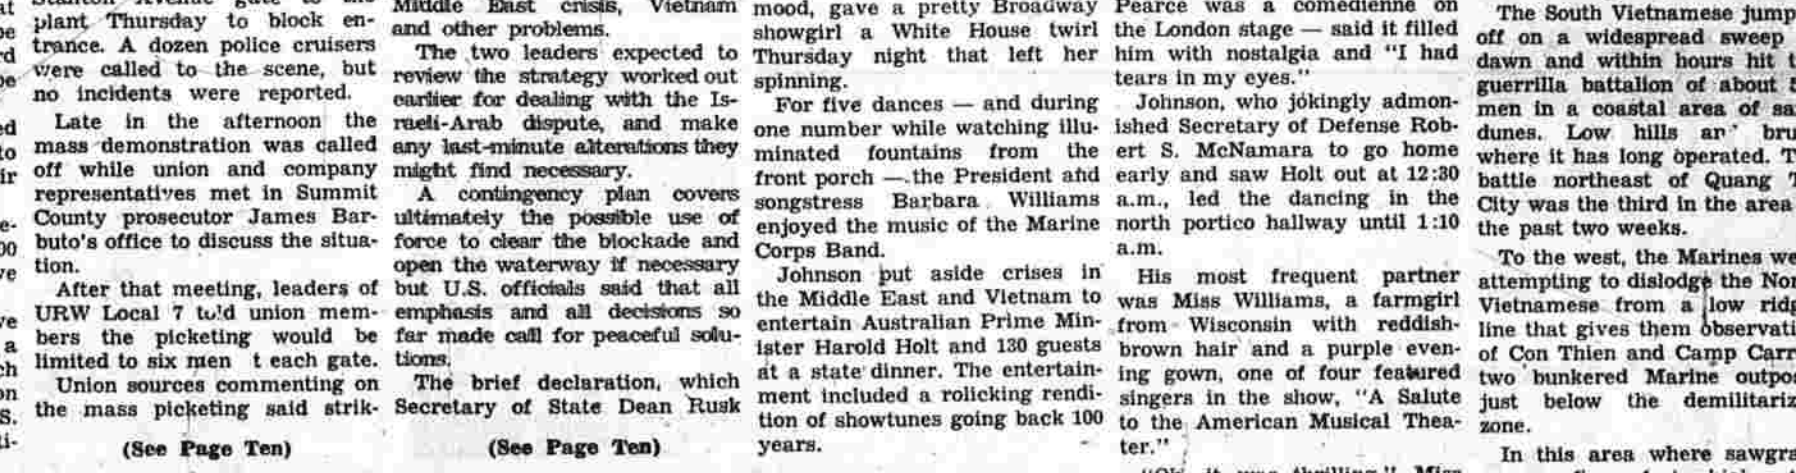 plant Thursday to block en-
trance. A dozen police cruisers
were called to the scene, but
no incidents were reported.
Late in the afternoon the
mass demonstration was called
off while union and company
representatives met in Summit
County prosecutor James Bar-
buto's office to discuss the situa-
tion.
After that meeting, leaders of
URW Local 7 told union mem-
bers the picketing would be
limited to six men t each gate.
Union sources commenting on
the mass picketing said strik-
(See Page Ten)
Middle East crisis, Vietnam
and other problems.
The two leaders expected to
review the strategy worked out
earlier for dealing with the Is-
raeli-Arab dispute, and make
any last-minute alterations they
might find necessary.
A contingency plan covers
ultimately the possible use of
force to clear the blockade and
open the waterway if necessary
but U.S. officials said that all
emphasis and all decisions so
far made call for peaceful solu-
tions.
The brief declaration, which
Secretary of State Dean Rusk
(See Page Ten)
mood, gave a pretty Broadway
showgirl a White House twirl
Thursday night that left her
spinning.
For five dances — and during
one number while watching illu-
minated fountains from the
front porch — the President and
songstress Barbara Williams
enjoyed the music of the Marine
Corps Band.
Johnson put aside crises in
the Middle East and Vietnam to
entertain Australian Prime Min-
ister Harold Holt and 130 guests
at a state dinner. The entertain-
ment included a rolicking rendi-
tion of showtunes going back 100
years.
Pearce was a comedienne on
the London stage — said it filled
him with nostalgia and "I had
tears in my eyes."
Johnson, who jokingly admon-
ished Secretary of Defense Rob-
ert S. McNamara to go home
early and saw Holt out at 12:30
a.m., led the dancing in the
north portico hallway until 1:10
a.m.
His most frequent partner
was Miss Williams, a farmgirl
from Wisconsin with reddish-
brown hair and a purple even-
ing gown, one of four featured
singers in the show, "A Salute
to the American Musical Thea-
ter."
The South Vietnamese jump
off on a widespread sweep
dawn and within hours hit t
guerrilla battalion of about
men in a coastal area of sa
dunes. Low hills an bru
where it has long operated. T
battle northeast of Quang T
City was the third in the area
the past two weeks.
To the west, the Marines we
attempting to dislodge the Nor
Vietnamese from a low ridg
line that gives them observati
of Con Thien and Camp Carr
two bunkered Marine outpos
just below the demilitariz
zone.
In this area where sawgra